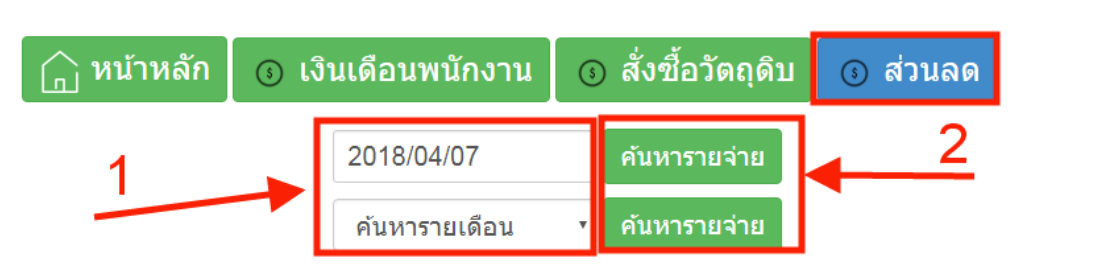 หน้าหลัก เงินเดือนพนักงาน สั่งซื้อวัตถุดิบ ส่วนลด
1 2018/04/07 ค้นหารายจ่าย 2
ค้นหารายเดือน ค้นหารายจ่าย